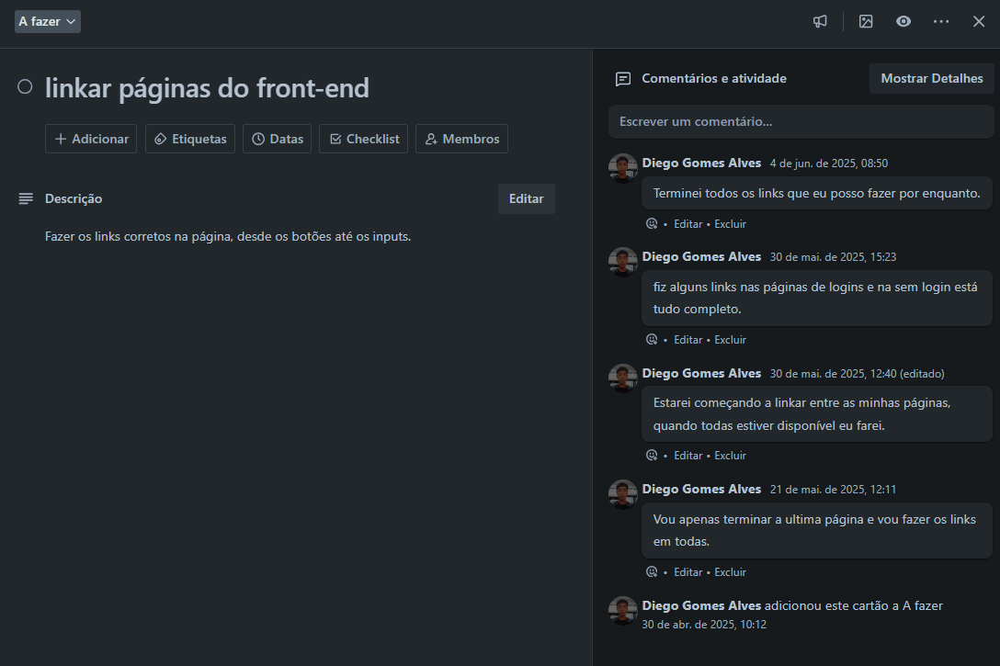 A fazer
linkar páginas do front-end
Adicionar
Etiquetas
Datas
Checklist
Membros
Descrição
Editar
Fazer os links corretos na página, desde os botões até os inputs.
Comentários e atividade
Mostrar Detalhes
Escrever um comentário...
Diego Gomes Alves 4 de jun. de 2025, 08:50
Terminei todos os links que eu posso fazer por enquanto.
• Editar • Excluir
Diego Gomes Alves 30 de mai. de 2025, 15:23
fiz alguns links nas páginas de logins e na sem login está
tudo completo.
• Editar • Excluir
Diego Gomes Alves 30 de mai. de 2025, 12:40 (editado)
Estarei começando a linkar entre as minhas páginas,
quando todas estiver disponível eu farei.
• Editar • Excluir
Diego Gomes Alves 21 de mai. de 2025, 12:11
Vou apenas terminar a ultima página e vou fazer os links
em todas.
• Editar • Excluir
Diego Gomes Alves adicionou este cartão a A fazer
30 de abr. de 2025, 10:12